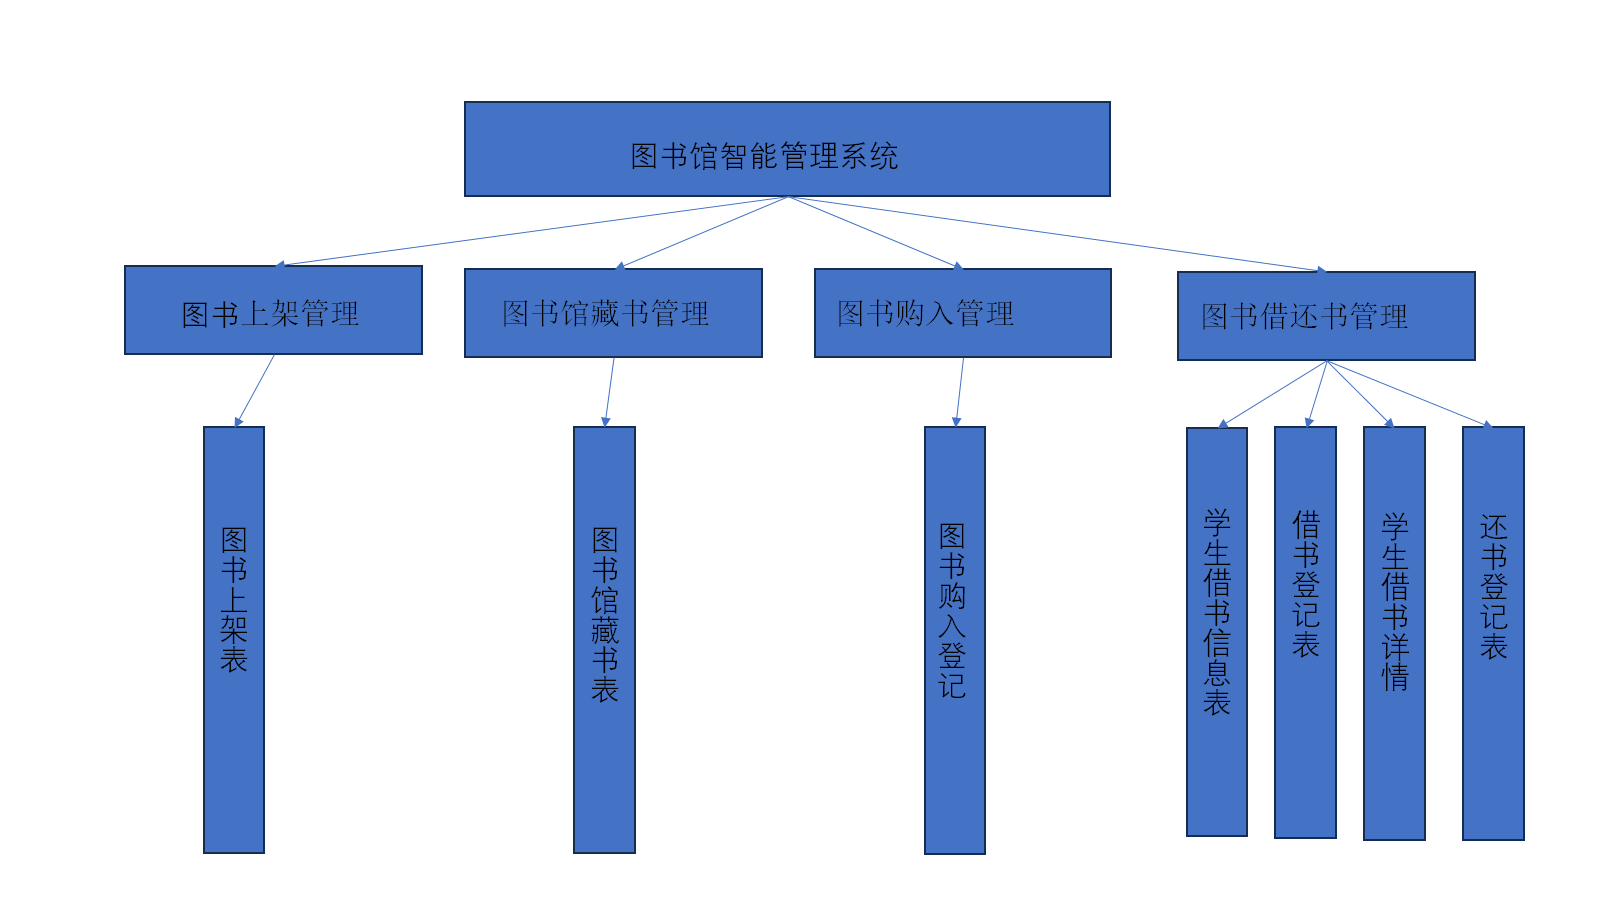 图书馆智能管理系统
图书上架管理
图书馆藏书管理
图书购入管理
图书借还书管理
图书上架表
图书馆藏书表
图书购入登记
学生借书信息表
借书登记表
学生借书详情
还书登记表